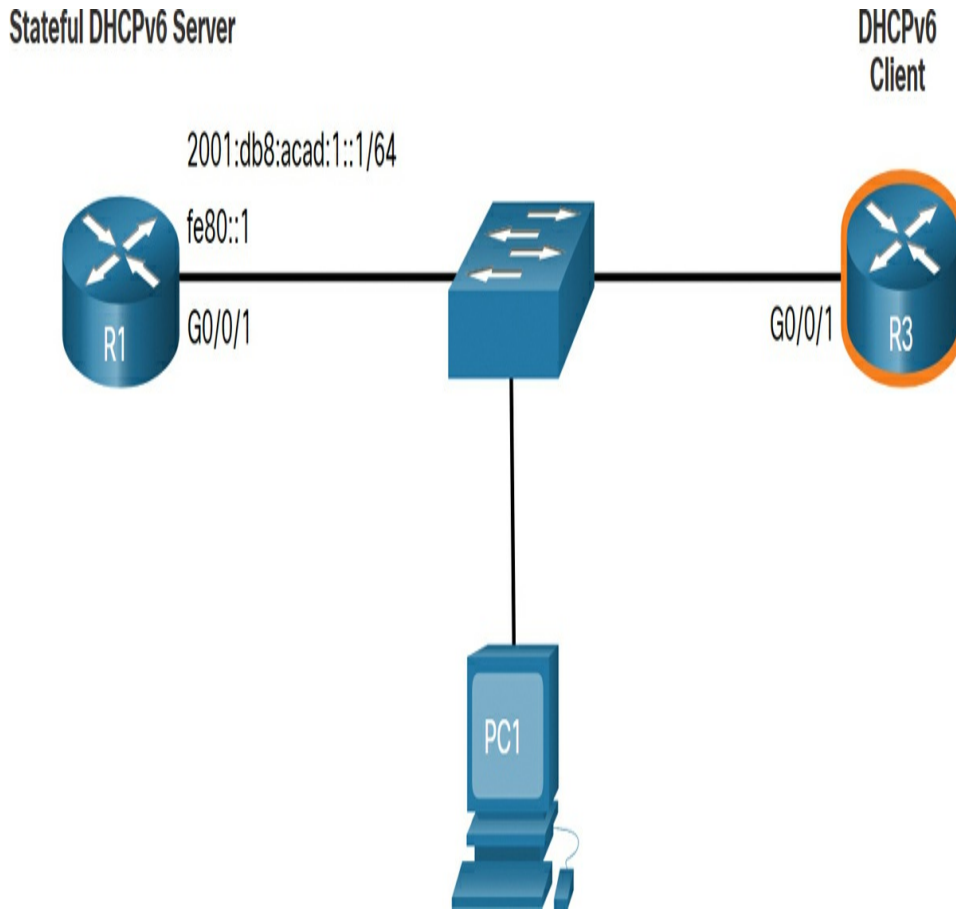 Stateful DHCPv6 Server
DHCPv6
Client
2001:db8:acad:1::1/64
fe80::1
G0/0/1
R1
G0/0/1
R3
PC1